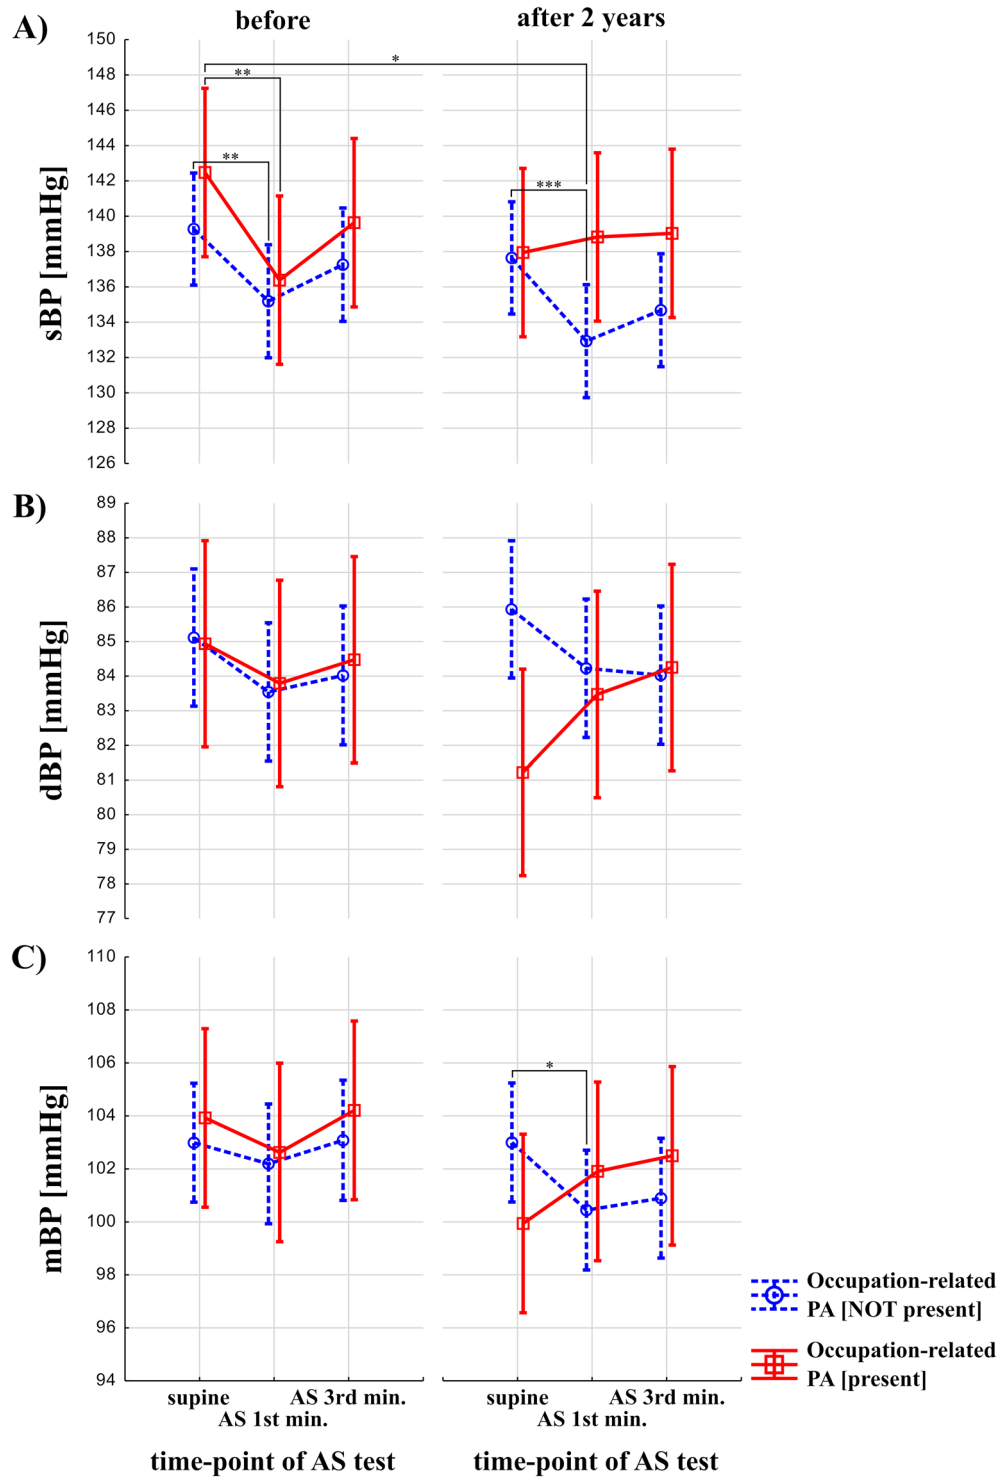 A)
before
after 2 years
sBP [mmHg]
150
148
146
144
142
140
138
136
134
132
130
128
126
*
**
**
***
B)
dBP [mmHg]
89
88
87
86
85
84
83
82
81
80
79
78
77
C)
mBP [mmHg]
110
108
106
104
102
100
98
96
94
*
Occupation-related
PA [NOT present]
Occupation-related
PA [present]
supine AS 3rd min.
AS 1st min.
supine AS 3rd min.
AS 1st min.
time-point of AS test
time-point of AS test